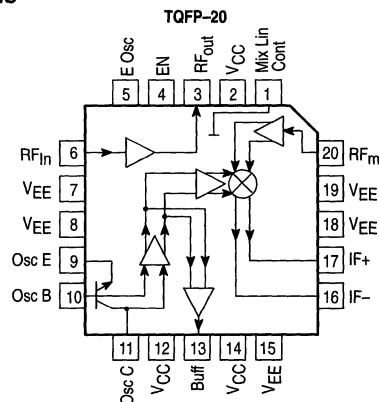 TQFP–20
E Osc
EN
RFout
VCC
Mix Lin Cont
5 4 3 2 1
RFIn 6
VEE 7
VEE 8
Osc E 9
Osc B 10
20 RFm
19 VEE
18 VEE
17 IF+
16 IF–
11 12 13 14 15
Osc C
VCC
Buff
VCC
VEE